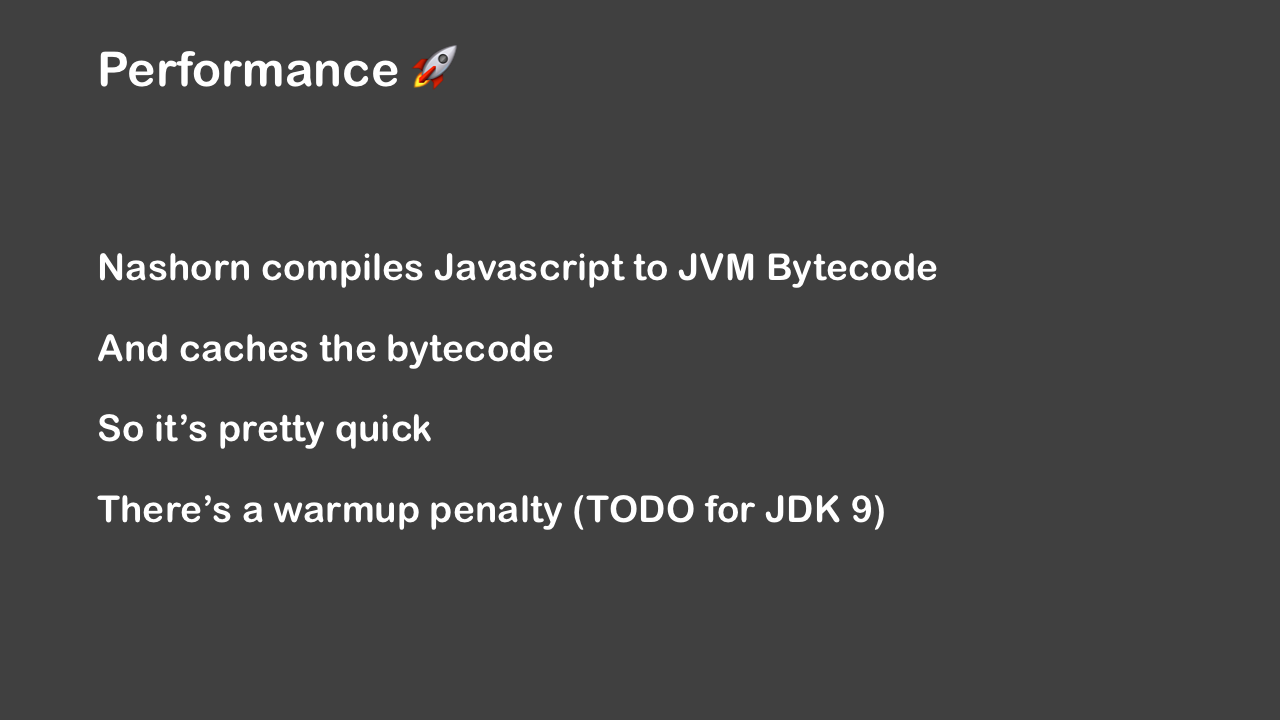 Performance 🚀
Nashorn compiles Javascript to JVM Bytecode
And caches the bytecode
So it’s pretty quick
There’s a warmup penalty (TODO for JDK 9)